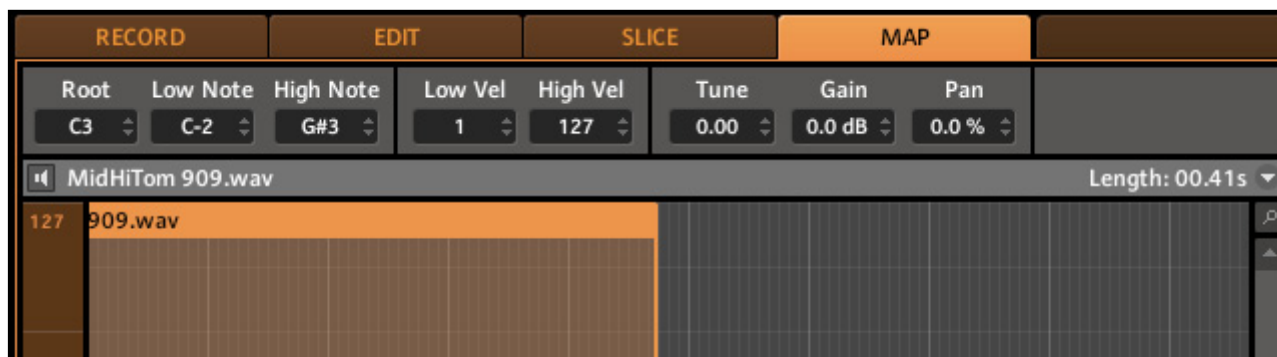 RECORD EDIT SLICE MAP
Root Low Note High Note Low Vel High Vel Tune Gain Pan
C3 C-2 G#3 1 127 0.00 0.0 dB 0.0 %
MidHiTom 909.wav Length: 00.41s
127 909.wav